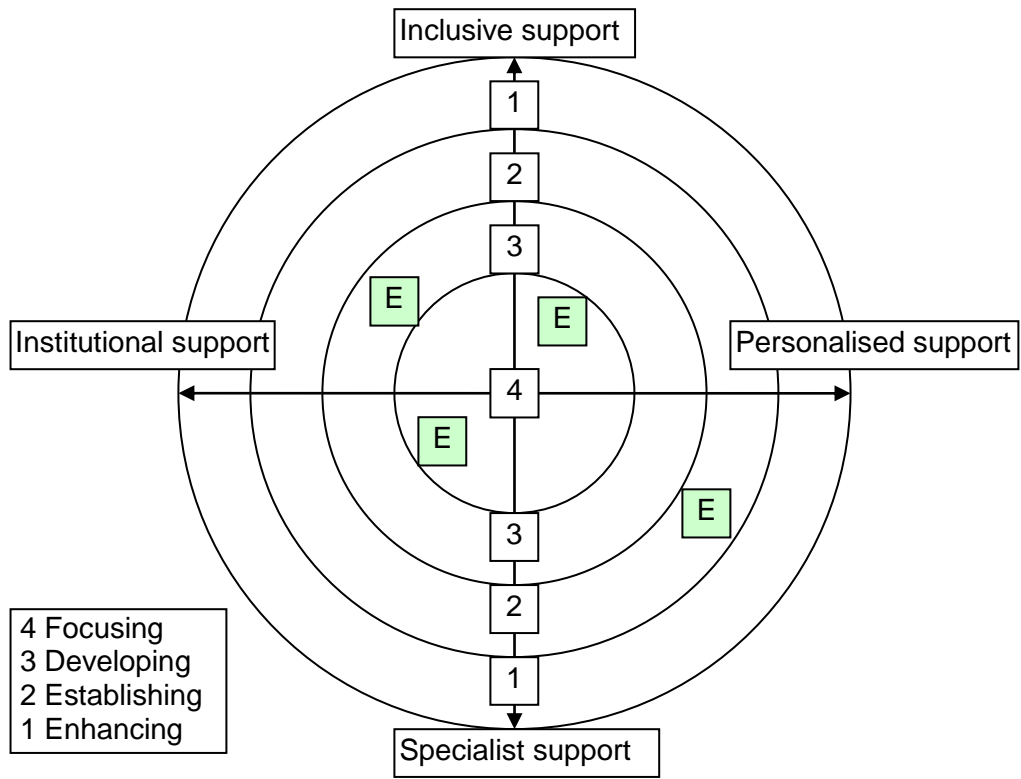 Inclusive support
1
2
3
E
E
Institutional support
Personalised support
4
E
E
3
2
1
4 Focusing
3 Developing
2 Establishing
1 Enhancing
Specialist support